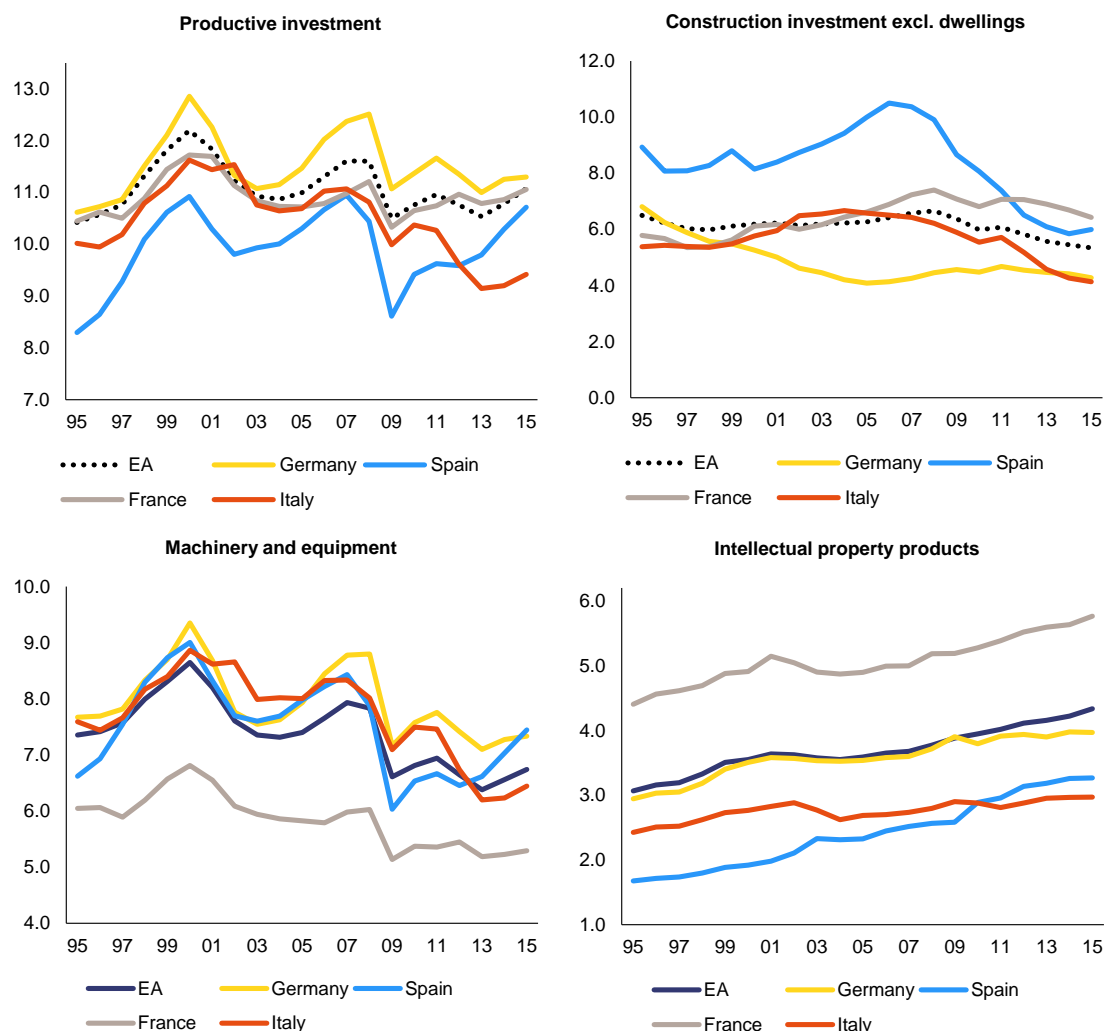 Productive investment
13.0
12.0
11.0
10.0
9.0
8.0
7.0
95 97 99 01 03 05 07 09 11 13 15
EA Germany Spain
France Italy
Construction investment excl. dwellings
12.0
10.0
8.0
6.0
4.0
2.0
0.0
95 97 99 01 03 05 07 09 11 13 15
EA Germany Spain
France Italy
Machinery and equipment
10.0
9.0
8.0
7.0
6.0
5.0
4.0
95 97 99 01 03 05 07 09 11 13 15
EA Germany Spain
France Italy
Intellectual property products
6.0
5.0
4.0
3.0
2.0
1.0
95 97 99 01 03 05 07 09 11 13 15
EA Germany Spain
France Italy